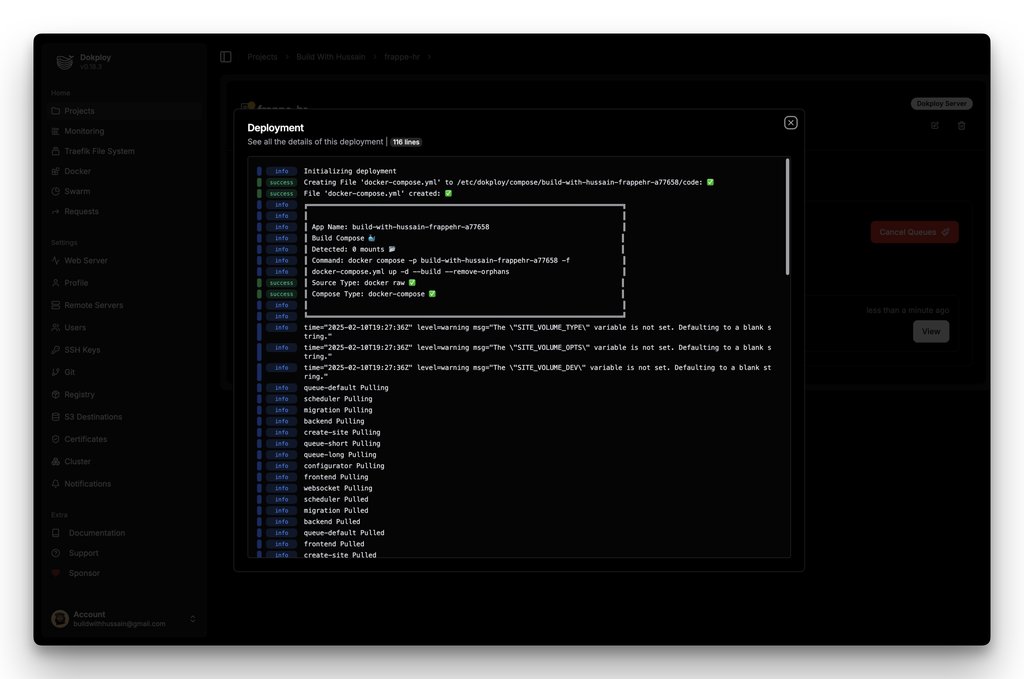 Dokploy
v0.18.3
Home
Projects
Monitoring
Traefik File System
Docker
Swarm
Requests
Settings
Web Server
Profile
Remote Servers
Users
SSH Keys
Git
Registry
S3 Destinations
Certificates
Cluster
Notifications
Extra
Documentation
Support
Sponsor
Account
buildwithhussain@gmail.com
Projects > Build With Hussain > frappe-hr >
Dokploy Server
Cancel Queues
less than a minute ago
View
Deployment
See all the details of this deployment | 116 lines
info Initializing deployment
success Creating File 'docker-compose.yml' to /etc/dokploy/compose/build-with-hussain-frappehr-a77658/code: ✅
success File 'docker-compose.yml' created: ✅
info
info
info App Name: build-with-hussain-frappehr-a77658
info Build Compose 🐳
info Detected: 0 mounts 📂
info Command: docker compose -p build-with-hussain-frappehr-a77658 -f
info docker-compose.yml up -d --build --remove-orphans
success Source Type: docker raw ✅
success Compose Type: docker-compose ✅
info
info
info time="2025-02-10T19:27:36Z" level=warning msg="The \"SITE_VOLUME_TYPE\" variable is not set. Defaulting to a blank s
tring."
info time="2025-02-10T19:27:36Z" level=warning msg="The \"SITE_VOLUME_OPTS\" variable is not set. Defaulting to a blank s
tring."
info time="2025-02-10T19:27:36Z" level=warning msg="The \"SITE_VOLUME_DEV\" variable is not set. Defaulting to a blank st
ring."
info queue-default Pulling
info scheduler Pulling
info migration Pulling
info backend Pulling
info create-site Pulling
info queue-short Pulling
info queue-long Pulling
info configurator Pulling
info frontend Pulling
info websocket Pulling
info scheduler Pulled
info migration Pulled
info backend Pulled
info queue-default Pulled
info frontend Pulled
info create-site Pulled